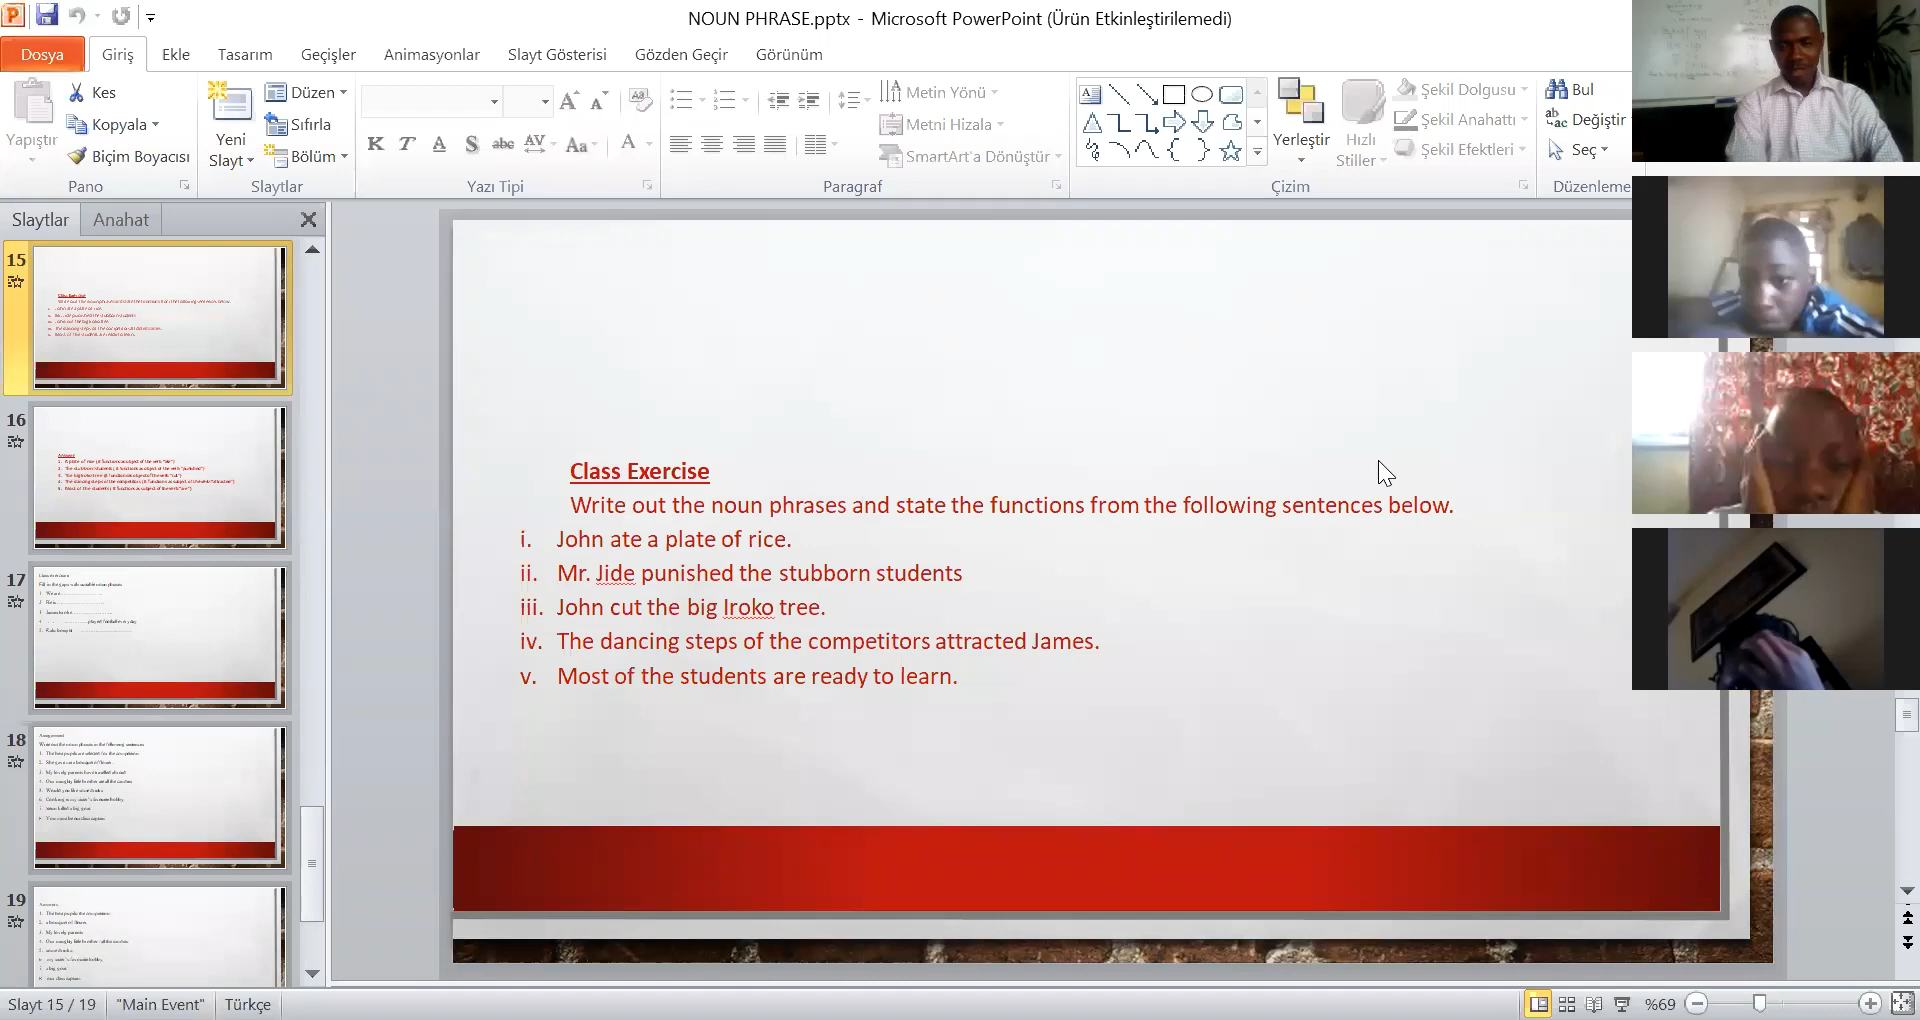 NOUN PHRASE.pptx - Microsoft PowerPoint (Ürün Etkinleştirilemedi)
Dosya Giriş Ekle Tasarım Geçişler Animasyonlar Slayt Gösterisi Gözden Geçir Görünüm
Yapıştır
Kes
Kopyala
Biçim Boyacısı
Pano
Yeni Slayt
Düzen
Sıfırla
Bölüm
Slaytlar
K T A S abc AV Aa A
Yazı Tipi
Metin Yönü
Metni Hizala
SmartArt'a Dönüştür
Paragraf
Yerleştir
Hızlı Stiller
Şekil Dolgusu
Şekil Anahattı
Şekil Efektleri
Çizim
Bul
Değiştir
Seç
Düzenleme
Slaytlar Anahat
15
16
17
18
19
Class Exercise
Write out the noun phrases and state the functions from the following sentences below.
i. John ate a plate of rice.
ii. Mr. Jide punished the stubborn students
iii. John cut the big Iroko tree.
iv. The dancing steps of the competitors attracted James.
v. Most of the students are ready to learn.
Slayt 15 / 19 "Main Event" Türkçe
%69